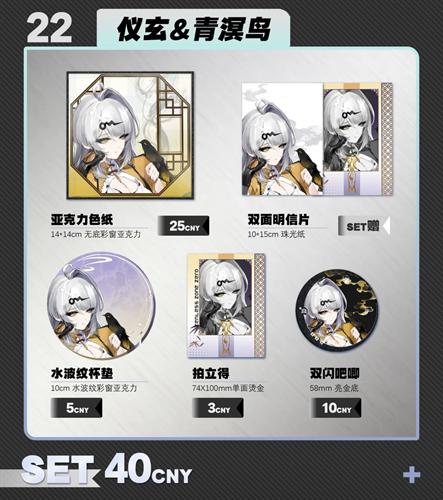 22
仪玄&青溟鸟
亚克力色纸
14*14cm 无底彩窗亚克力
25CNY
双面明信片
10*15cm 珠光纸
SET赠
水波纹杯垫
10cm 水波纹彩窗亚克力
5CNY
zenless zone zero
拍立得
74X100mm单面烫金
3CNY
双闪吧唧
58mm 亮金底
10CNY
SET 40CNY
+